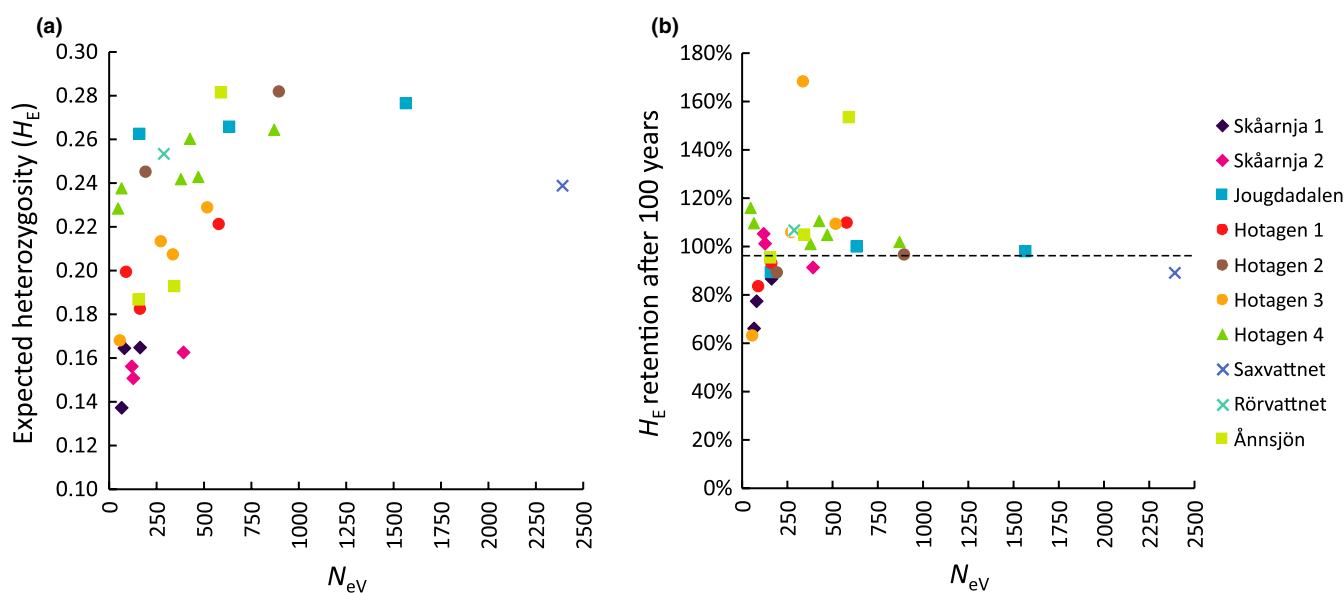 (a)
Expected heterozygosity (HE)
0.30
0.28
0.26
0.24
0.22
0.20
0.18
0.16
0.14
0.12
0.10
0
250
500
750
1000
1250
1500
1750
2000
2250
2500
NeV
(b)
HE retention after 100 years
180%
160%
140%
120%
100%
80%
60%
40%
20%
0%
0
250
500
750
1000
1250
1500
1750
2000
2250
2500
NeV
Skåarnja 1
Skåarnja 2
Jougdadalen
Hotagen 1
Hotagen 2
Hotagen 3
Hotagen 4
Saxvattnet
Rörvattnet
Ånnsjön